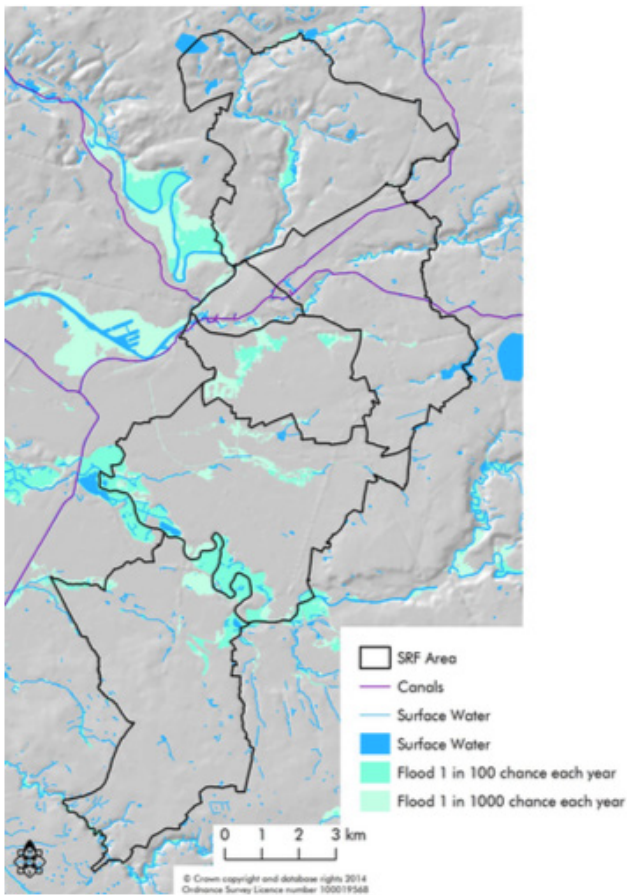 SRF Area
Canals
Surface Water
Surface Water
Flood 1 in 100 chance each year
Flood 1 in 1000 chance each year
0 1 2 3 km
© Crown copyright and database rights 2014
Ordnance Survey Licence number 100019568